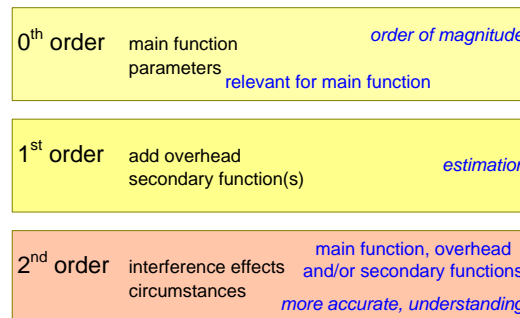 0th order main function order of magnitude
parameters
relevant for main function
1st order add overhead
secondary function(s) estimation
main function, overhead
2nd order interference effects and/or secondary functions
circumstances
more accurate, understanding